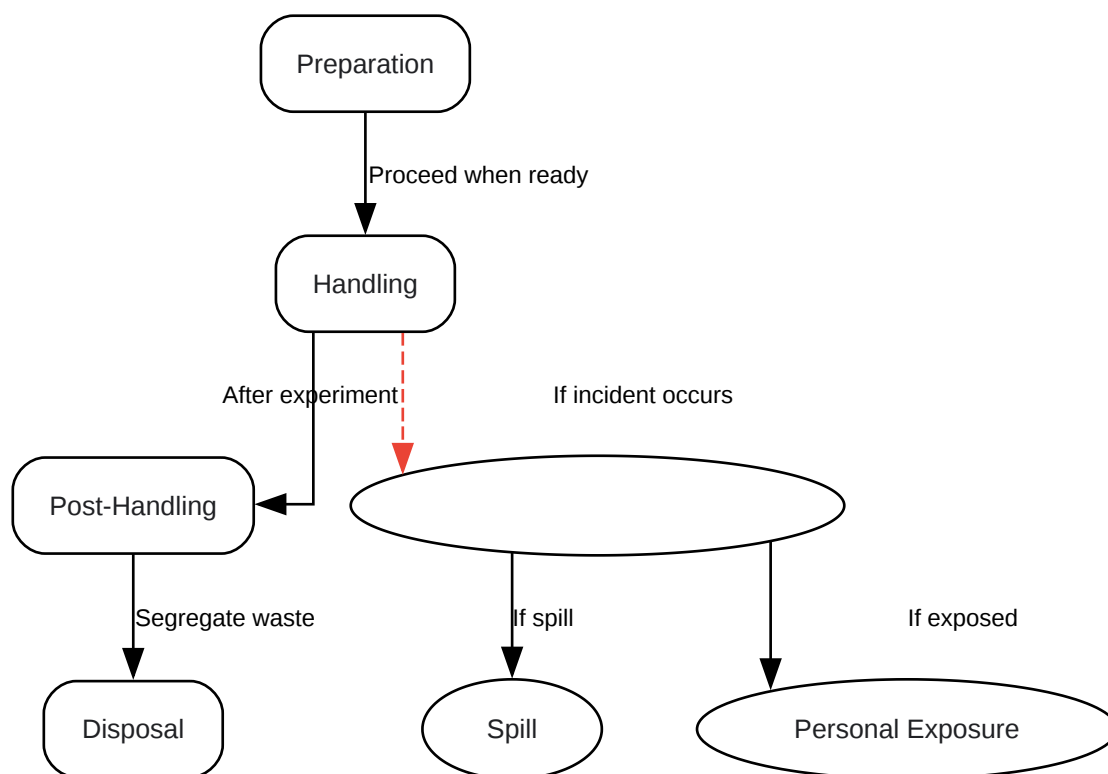 Preparation
Proceed when ready
Handling
After experiment
If incident occurs
Post-Handling
Segregate waste
If spill
If exposed
Disposal
Spill
Personal Exposure